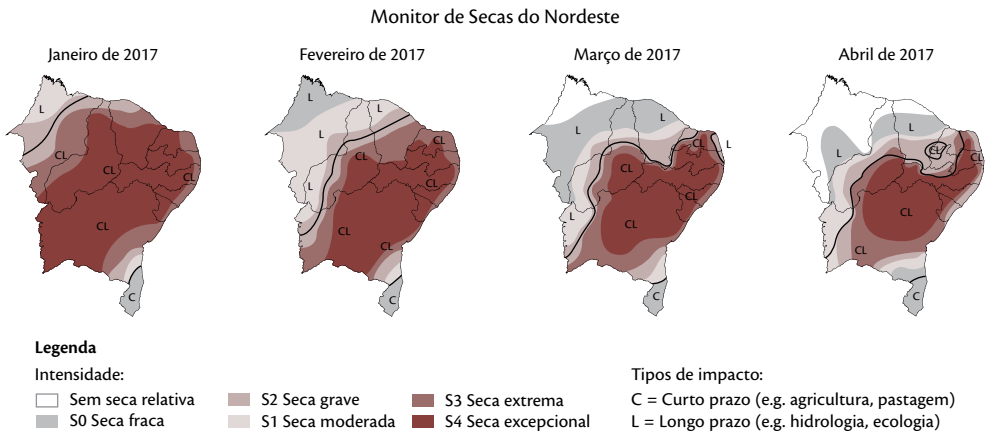 Monitor de Secas do Nordeste
Janeiro de 2017
Fevereiro de 2017
Março de 2017
Abril de 2017
L
CL
CL
CL
CL
C
L
L
L
CL
CL
CL
CL
CL
C
L
L
L
CL
L
CL
CL
CL
L
C
L
L
CL
CL
CL
CL
C
Legenda
Intensidade:
Sem seca relativa
S0 Seca fraca
S2 Seca grave
S1 Seca moderada
S3 Seca extrema
S4 Seca excepcional
Tipos de impacto:
C = Curto prazo (e.g. agricultura, pastagem)
L = Longo prazo (e.g. hidrologia, ecologia)